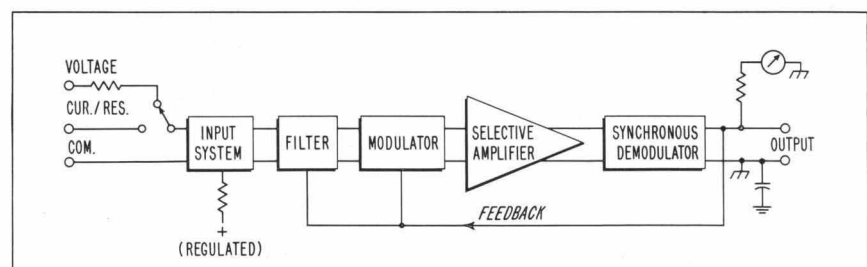 VOLTAGE
CUR./RES.
COM.
INPUT
SYSTEM
+
(REGULATED)
FILTER
MODULATOR
SELECTIVE
AMPLIFIER
SYNCHRONOUS
DEMODULATOR
OUTPUT
FEEDBACK